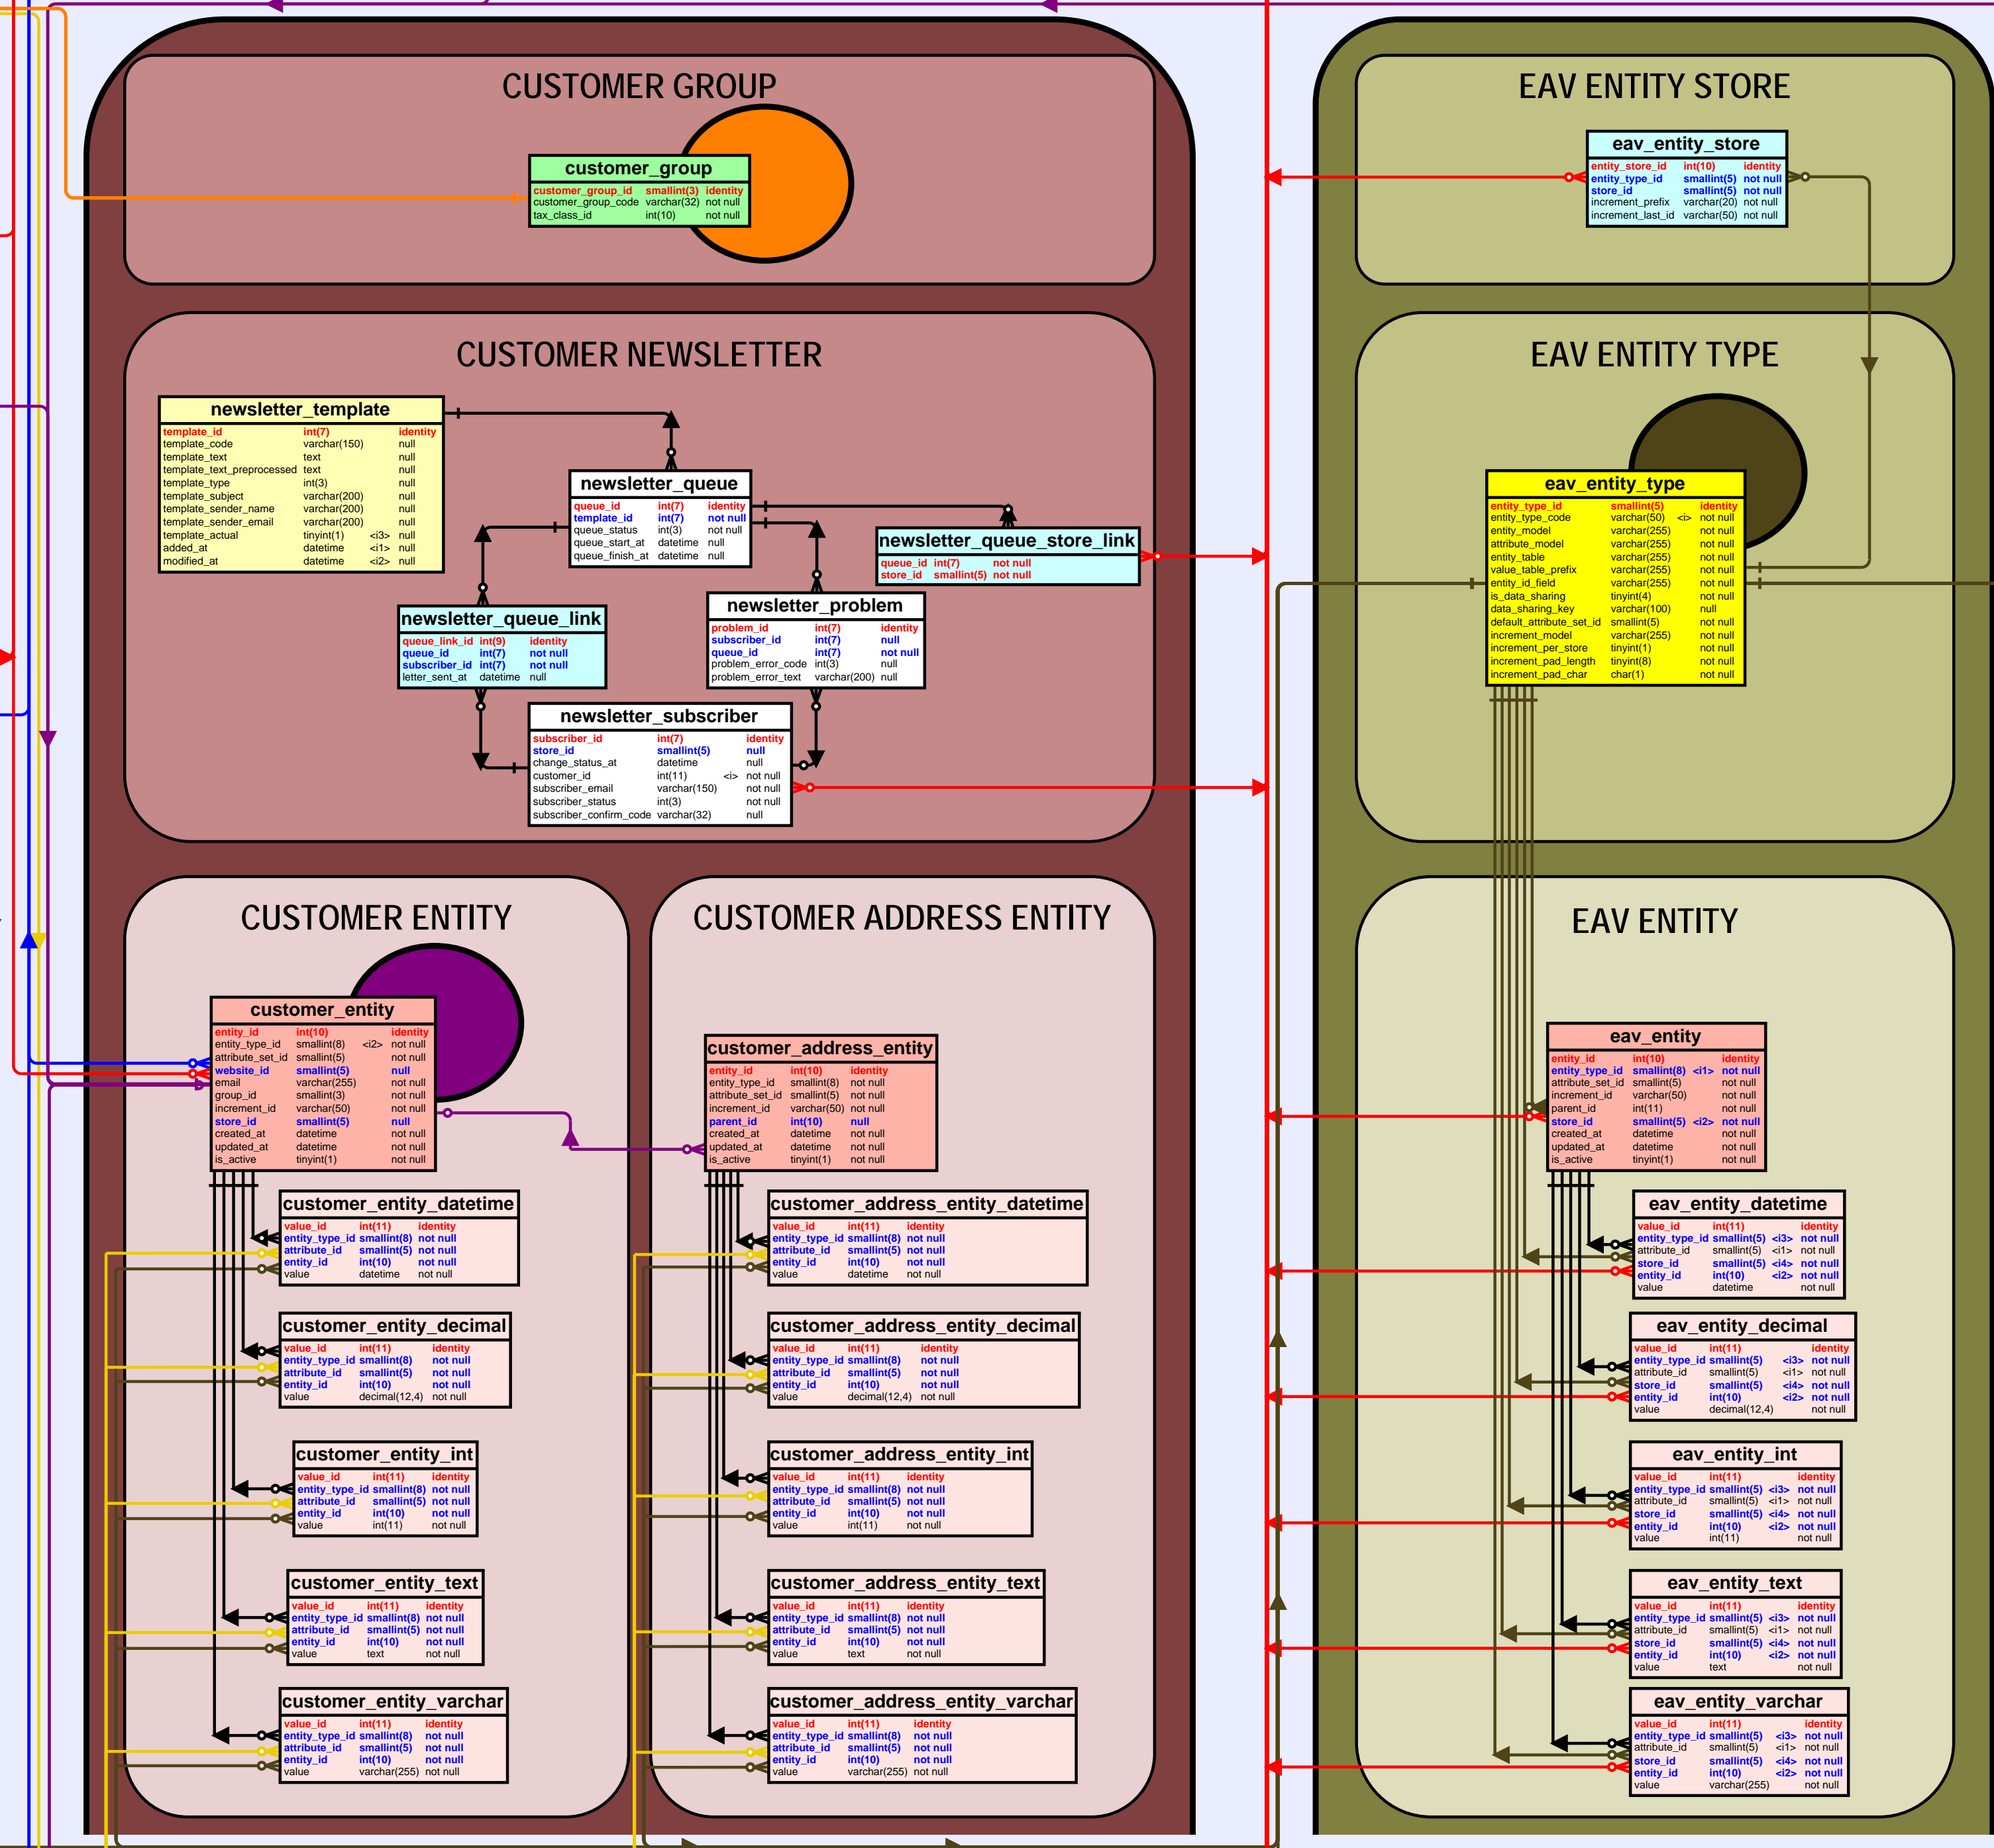 CUSTOMER GROUP
customer_group
customer_group_id smallint(3) identity
customer_group_code varchar(32) not null
tax_class_id int(10) not null
CUSTOMER NEWSLETTER
newsletter_template
template_id int(7) identity
template_code varchar(150) null
template_text text null
template_text_preprocessed text null
template_type int(3) null
template_subject varchar(200) null
template_sender_name varchar(200) null
template_sender_email varchar(200) null
template_actual tinyint(1) <i3> null
added_at datetime <i1> null
modified_at datetime <i2> null
newsletter_queue
queue_id int(7) identity
template_id int(7) not null
queue_status int(3) not null
queue_start_at datetime null
queue_finish_at datetime null
newsletter_queue_store_link
queue_id int(7) not null
store_id smallint(5) not null
newsletter_queue_link
queue_link_id int(9) identity
queue_id int(7) not null
subscriber_id int(7) not null
letter_sent_at datetime null
newsletter_problem
problem_id int(7) identity
subscriber_id int(7) null
queue_id int(7) not null
problem_error_code int(3) null
problem_error_text varchar(200) null
newsletter_subscriber
subscriber_id int(7) identity
store_id smallint(5) null
change_status_at datetime null
customer_id int(11) <i> not null
subscriber_email varchar(150) not null
subscriber_status int(3) not null
subscriber_confirm_code varchar(32) null
CUSTOMER ENTITY
customer_entity
entity_id int(10) identity
entity_type_id smallint(8) <i2> not null
attribute_set_id smallint(5) not null
website_id smallint(5) null
email varchar(255) not null
group_id smallint(3) not null
increment_id varchar(50) not null
store_id smallint(5) null
created_at datetime not null
updated_at datetime not null
is_active tinyint(1) not null
customer_entity_datetime
value_id int(11) identity
entity_type_id smallint(8) not null
attribute_id smallint(5) not null
entity_id int(10) not null
value datetime not null
customer_entity_decimal
value_id int(11) identity
entity_type_id smallint(8) not null
attribute_id smallint(5) not null
entity_id int(10) not null
value decimal(12,4) not null
customer_entity_int
value_id int(11) identity
entity_type_id smallint(8) not null
attribute_id smallint(5) not null
entity_id int(10) not null
value int(11) not null
customer_entity_text
value_id int(11) identity
entity_type_id smallint(8) not null
attribute_id smallint(5) not null
entity_id int(10) not null
value text not null
customer_entity_varchar
value_id int(11) identity
entity_type_id smallint(8) not null
attribute_id smallint(5) not null
entity_id int(10) not null
value varchar(255) not null
CUSTOMER ADDRESS ENTITY
customer_address_entity
entity_id int(10) identity
entity_type_id smallint(8) not null
attribute_set_id smallint(5) not null
increment_id varchar(50) not null
parent_id int(10) null
created_at datetime not null
updated_at datetime not null
is_active tinyint(1) not null
customer_address_entity_datetime
value_id int(11) identity
entity_type_id smallint(8) not null
attribute_id smallint(5) not null
entity_id int(10) not null
value datetime not null
customer_address_entity_decimal
value_id int(11) identity
entity_type_id smallint(8) not null
attribute_id smallint(5) not null
entity_id int(10) not null
value decimal(12,4) not null
customer_address_entity_int
value_id int(11) identity
entity_type_id smallint(8) not null
attribute_id smallint(5) not null
entity_id int(10) not null
value int(11) not null
customer_address_entity_text
value_id int(11) identity
entity_type_id smallint(8) not null
attribute_id smallint(5) not null
entity_id int(10) not null
value text not null
customer_address_entity_varchar
value_id int(11) identity
entity_type_id smallint(8) not null
attribute_id smallint(5) not null
entity_id int(10) not null
value varchar(255) not null
EAV ENTITY STORE
eav_entity_store
entity_store_id int(10) identity
entity_type_id smallint(5) not null
store_id smallint(5) not null
increment_prefix varchar(20) not null
increment_last_id varchar(50) not null
EAV ENTITY TYPE
eav_entity_type
entity_type_id smallint(5) identity
entity_type_code varchar(50) <i> not null
entity_model varchar(255) not null
attribute_model varchar(255) not null
entity_table varchar(255) not null
value_table_prefix varchar(255) not null
entity_id_field varchar(255) not null
is_data_sharing tinyint(4) not null
data_sharing_key varchar(100) null
default_attribute_set_id smallint(5) not null
increment_model varchar(255) not null
increment_per_store tinyint(1) not null
increment_pad_length tinyint(8) not null
increment_pad_char char(1) not null
EAV ENTITY
eav_entity
entity_id int(10) identity
entity_type_id smallint(8) <i1> not null
attribute_set_id smallint(5) not null
increment_id varchar(50) not null
parent_id int(11) not null
store_id smallint(5) <i2> not null
created_at datetime not null
updated_at datetime not null
is_active tinyint(1) not null
eav_entity_datetime
value_id int(11) identity
entity_type_id smallint(5) <i3> not null
attribute_id smallint(5) <i1> not null
store_id smallint(5) <i4> not null
entity_id int(10) <i2> not null
value datetime not null
eav_entity_decimal
value_id int(11) identity
entity_type_id smallint(5) <i3> not null
attribute_id smallint(5) <i1> not null
store_id smallint(5) <i4> not null
entity_id int(10) <i2> not null
value decimal(12,4) not null
eav_entity_int
value_id int(11) identity
entity_type_id smallint(5) <i3> not null
attribute_id smallint(5) <i1> not null
store_id smallint(5) <i4> not null
entity_id int(10) <i2> not null
value int(11) not null
eav_entity_text
value_id int(11) identity
entity_type_id smallint(5) <i3> not null
attribute_id smallint(5) <i1> not null
store_id smallint(5) <i4> not null
entity_id int(10) <i2> not null
value text not null
eav_entity_varchar
value_id int(11) identity
entity_type_id smallint(5) <i3> not null
attribute_id smallint(5) <i1> not null
store_id smallint(5) <i4> not null
entity_id int(10) <i2> not null
value varchar(255) not null